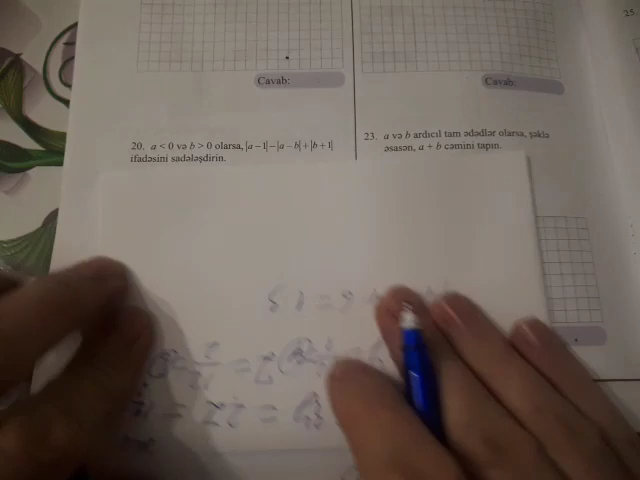 Cavab:
Cavab:
25.
20. a < 0 və b > 0 olarsa, |a − 1| − |a − b| + |b + 1|
ifadəsini sadələşdirin.
23. a və b ardıcıl tam ədədlər olarsa, şəklə
əsasən, a + b cəmini tapın.